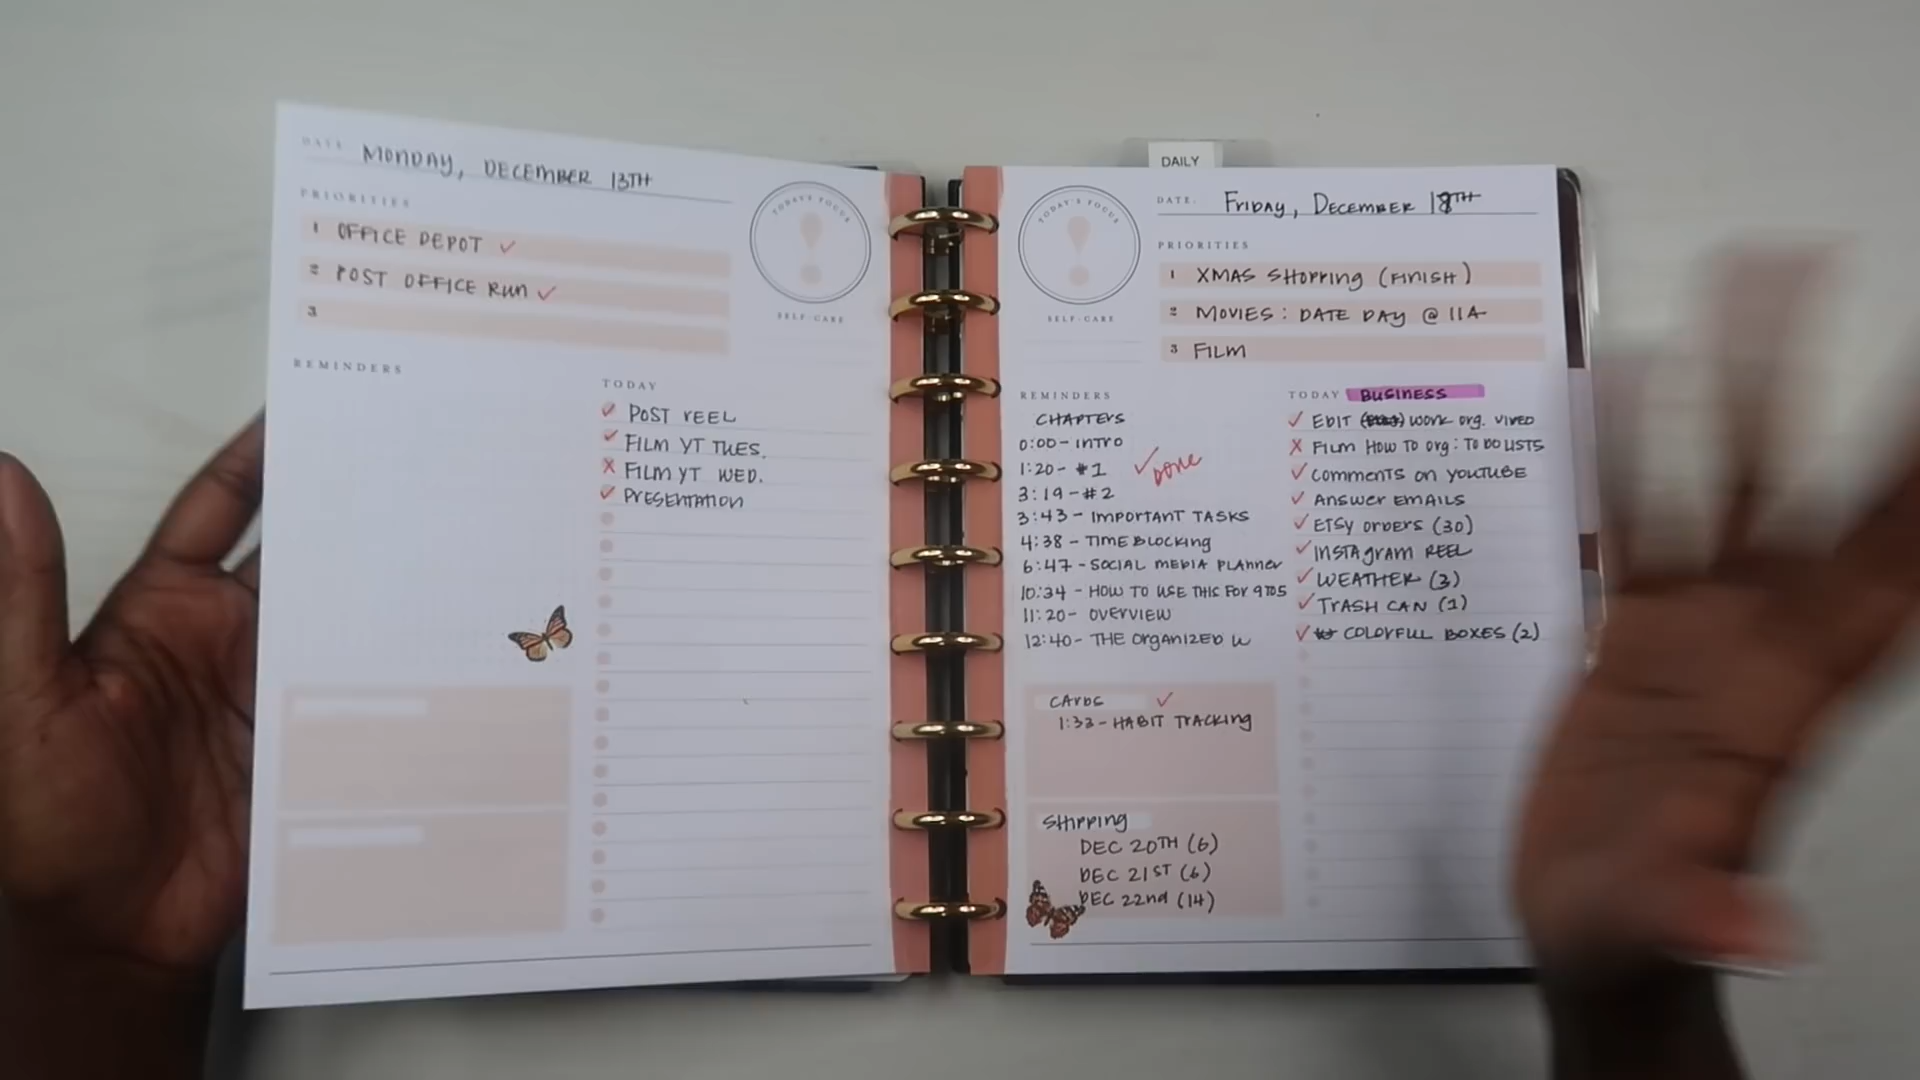 DATE:
MONDAY, DECEMBER 13TH
PRIORITIES
1 OFFICE DEPOT ✓
2 POST OFFICE RUN ✓
3
TODAY'S FOCUS
SELF-CARE
REMINDERS
TODAY
✓ POST REEL
✓ FILM YT TUES.
X FILM YT WED.
✓ PRESENTATION
DAILY
TODAY'S FOCUS
SELF-CARE
DATE: FRIDAY, DECEMBER 18TH
PRIORITIES
1 XMAS SHOPPING (FINISH)
2 MOVIES: DATE DAY @ 11A
3 FILM
REMINDERS
CHAPTERS
0:00 - INTRO
1:20 - #1 ✓ Done
3:19 - #2
3:43 - IMPORTANT TASKS
4:38 - TIME BLOCKING
6:47 - SOCIAL MEDIA PLANNER
10:34 - HOW TO USE THIS FOR 9TO5
11:20 - OVERVIEW
12:40 - THE ORGANIZED W
CARDS ✓
1:33 - HABIT TRACKING
SHIPPING
DEC 20TH (6)
DEC 21ST (6)
DEC 22nd (14)
TODAY BUSINESS
✓ EDIT WORK ORG. VIDEO
X FILM HOW TO ORG: TO DO LISTS
✓ COMMENTS ON YOUTUBE
✓ ANSWER EMAILS
✓ ETSY ORDERS (30)
✓ INSTAGRAM REEL
✓ WEATHER (3)
✓ TRASH CAN (1)
✓ COLORFUL BOXES (2)